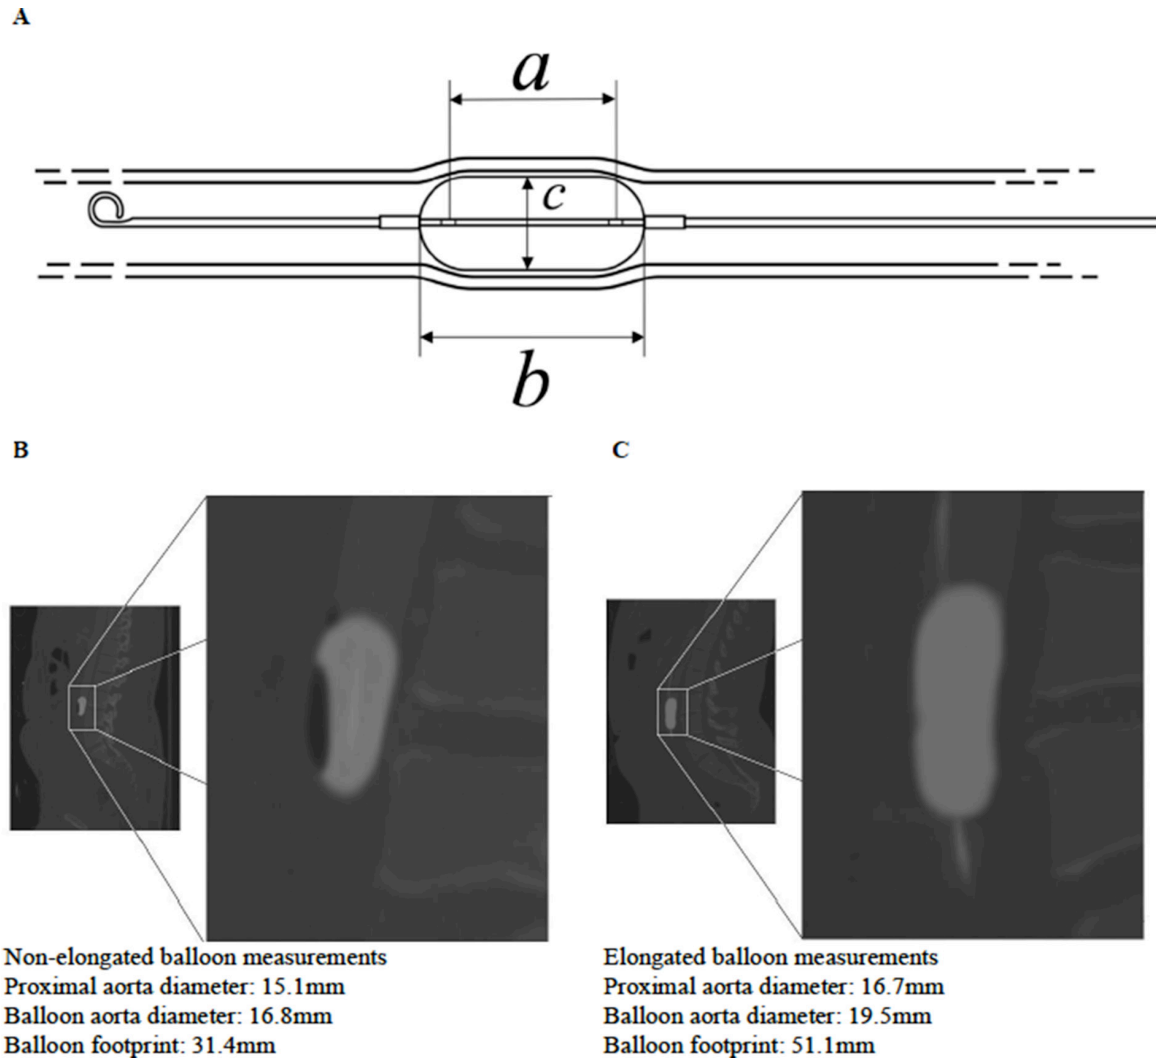 A
a
c
b
B
C
Non-elongated balloon measurements
Proximal aorta diameter: 15.1mm
Balloon aorta diameter: 16.8mm
Balloon footprint: 31.4mm
Elongated balloon measurements
Proximal aorta diameter: 16.7mm
Balloon aorta diameter: 19.5mm
Balloon footprint: 51.1mm